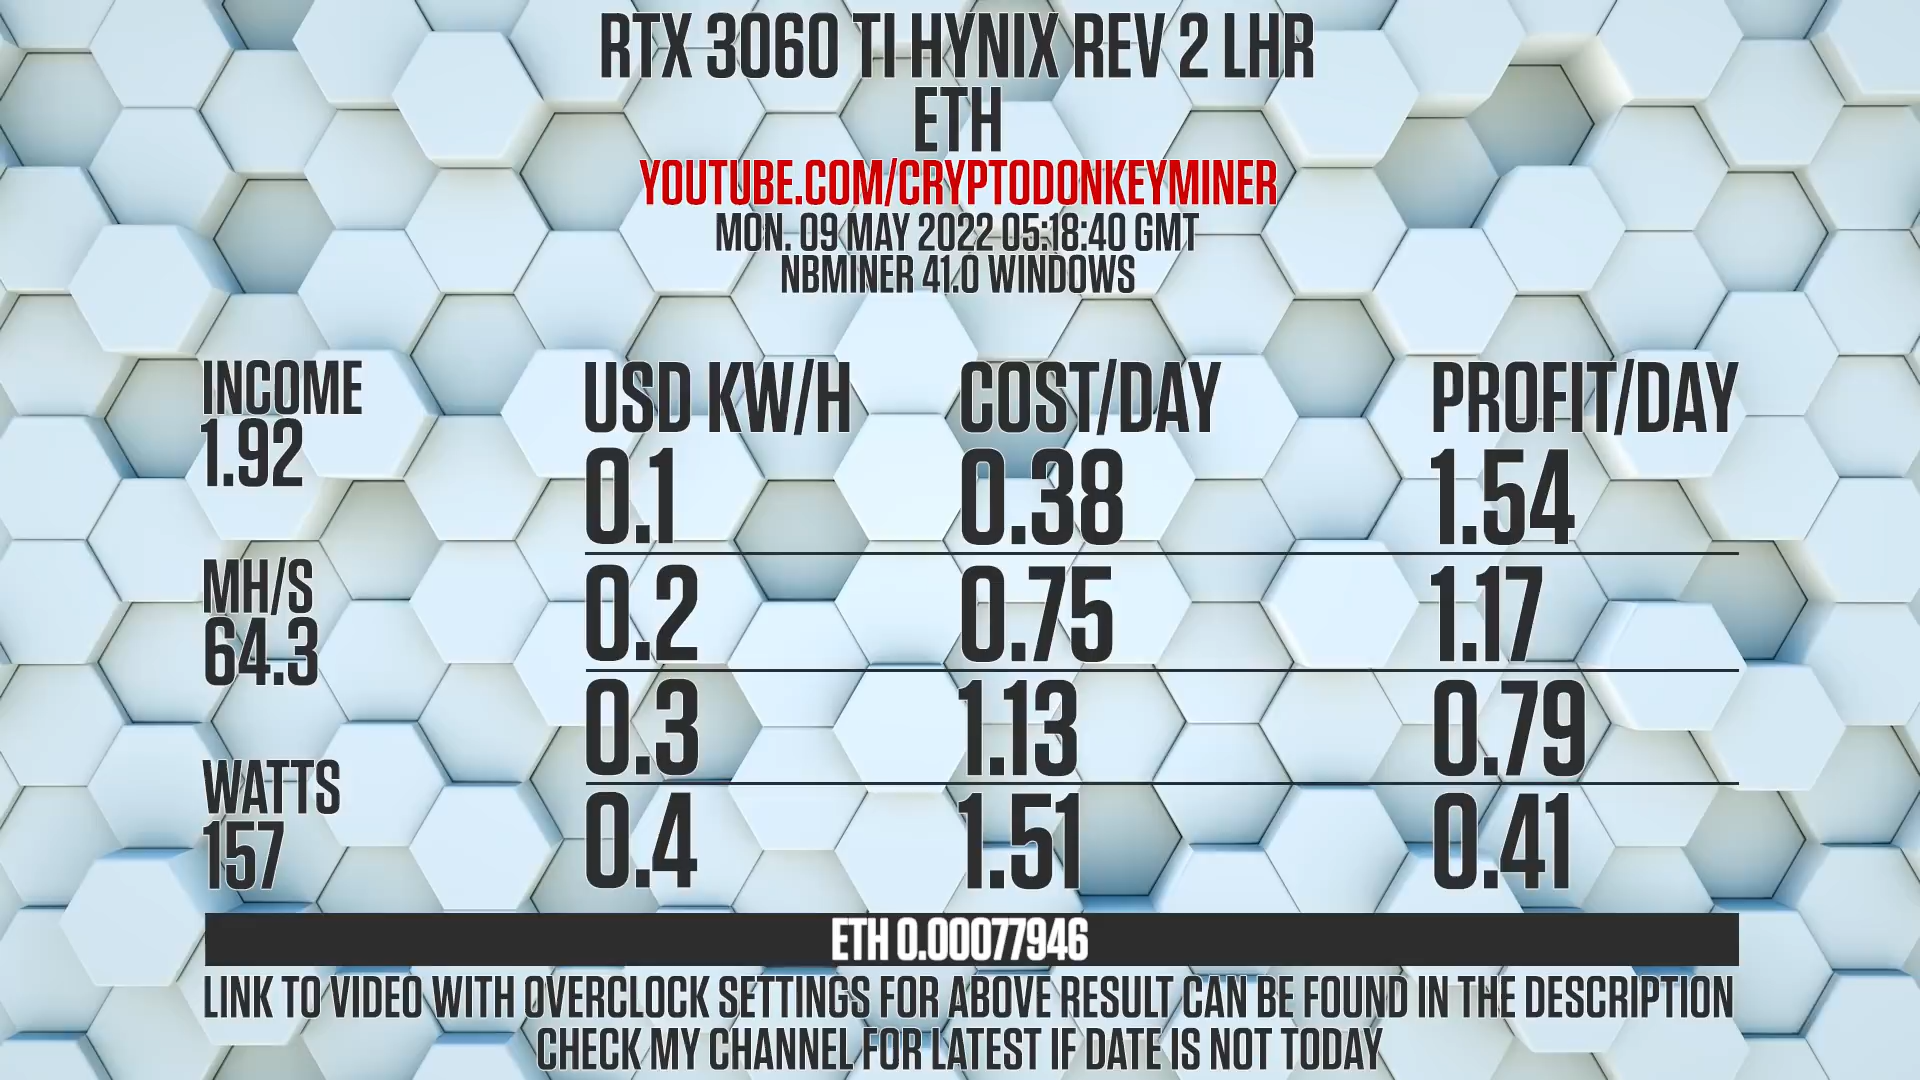 RTX 3060 TI HYNIX REV 2 LHR
ETH
YOUTUBE.COM/CRYPTODONKEYMINER
MON. 09 MAY 2022 05:18:40 GMT
NBMINER 41.0 WINDOWS
INCOME
1.92
MH/S
64.3
WATTS
157
USD KW/H COST/DAY PROFIT/DAY
0.1 0.38 1.54
0.2 0.75 1.17
0.3 1.13 0.79
0.4 1.51 0.41
ETH 0.00077946
LINK TO VIDEO WITH OVERCLOCK SETTINGS FOR ABOVE RESULT CAN BE FOUND IN THE DESCRIPTION
CHECK MY CHANNEL FOR LATEST IF DATE IS NOT TODAY